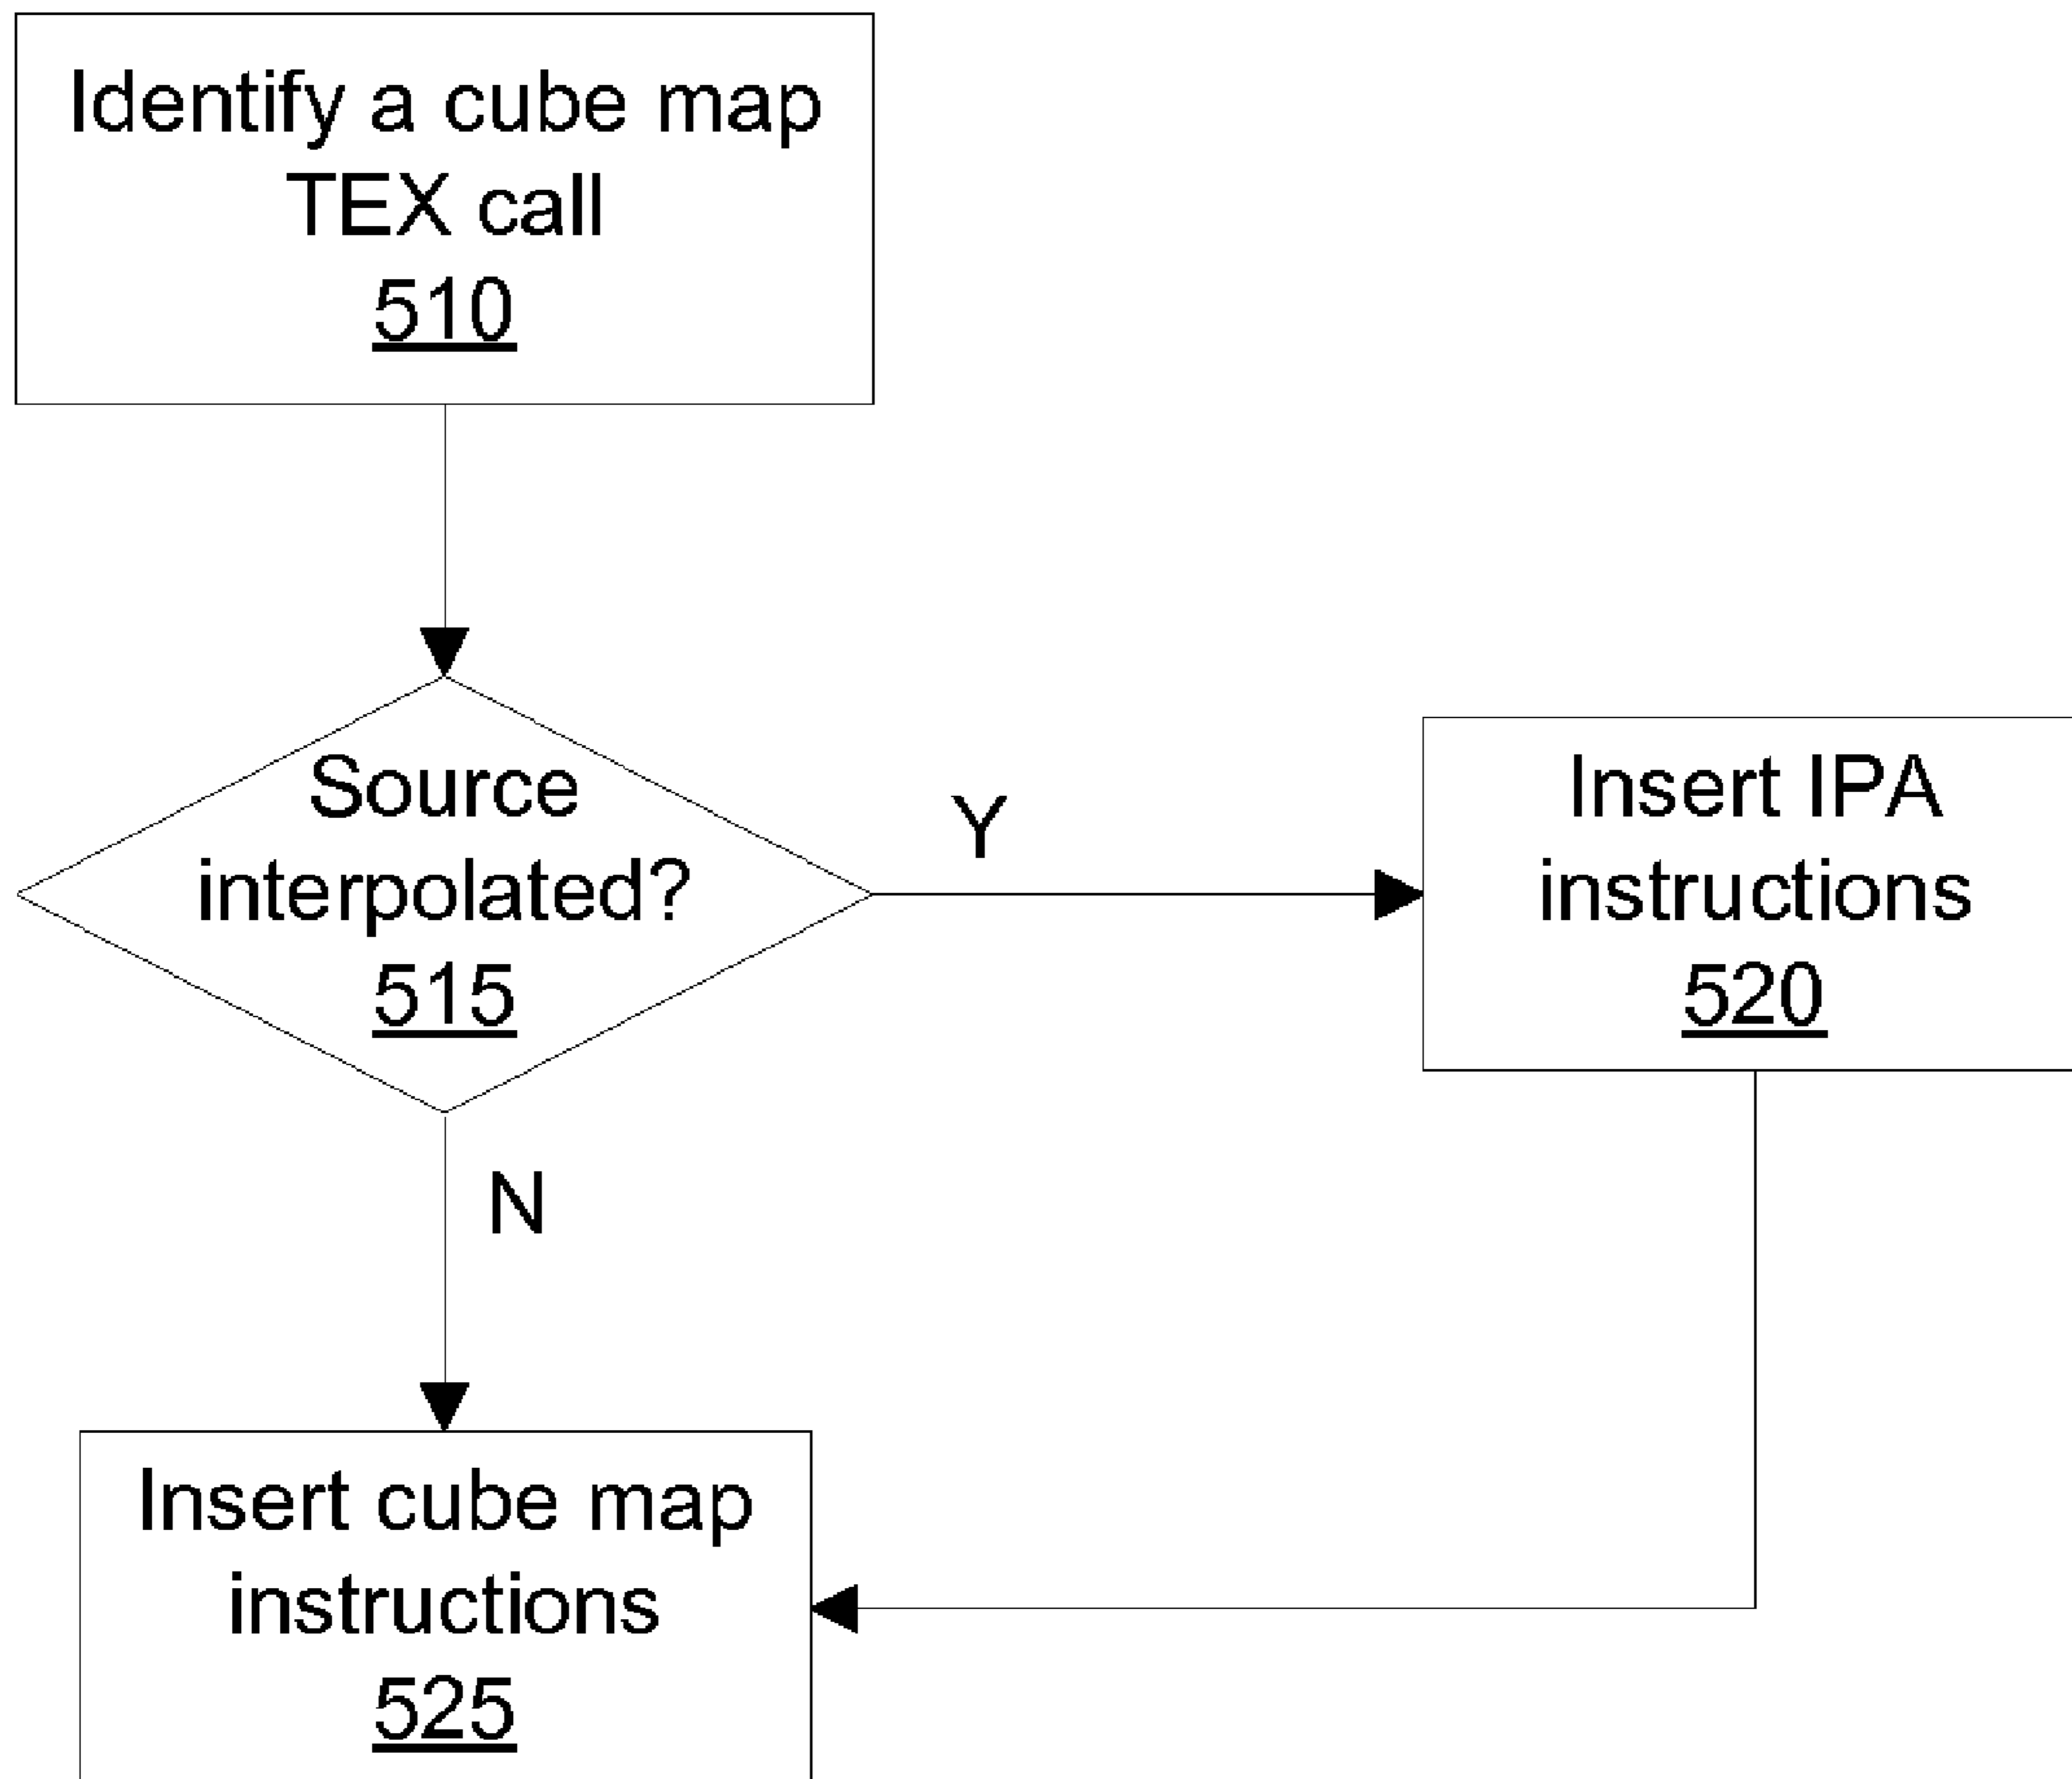 Identify a cube map
TEX call
510
Source
interpolated?
515
Y
Insert IPA
instructions
520
N
Insert cube map
instructions
525